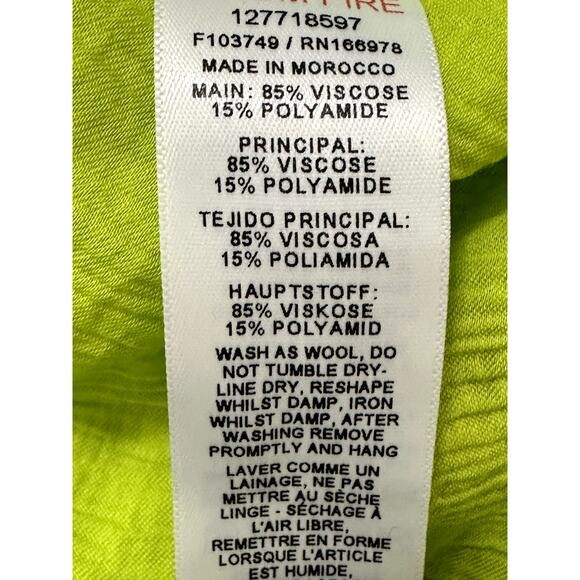 127718597
F103749 / RN166978
MADE IN MOROCCO
MAIN: 85% VISCOSE
15% POLYAMIDE
PRINCIPAL:
85% VISCOSE
15% POLYAMIDE
TEJIDO PRINCIPAL:
85% VISCOSA
15% POLIAMIDA
HAUPTSTOFF:
85% VISKOSE
15% POLYAMID
WASH AS WOOL, DO
NOT TUMBLE DRY-
LINE DRY, RESHAPE
WHILST DAMP, IRON
WHILST DAMP, AFTER
WASHING REMOVE
PROMPTLY AND HANG
LAVER COMME UN
LAINAGE, NE PAS
METTRE AU SÈCHE
LINGE - SÉCHAGE À
L'AIR LIBRE,
REMETTRE EN FORME
LORSQUE L'ARTICLE
EST HUMIDE,